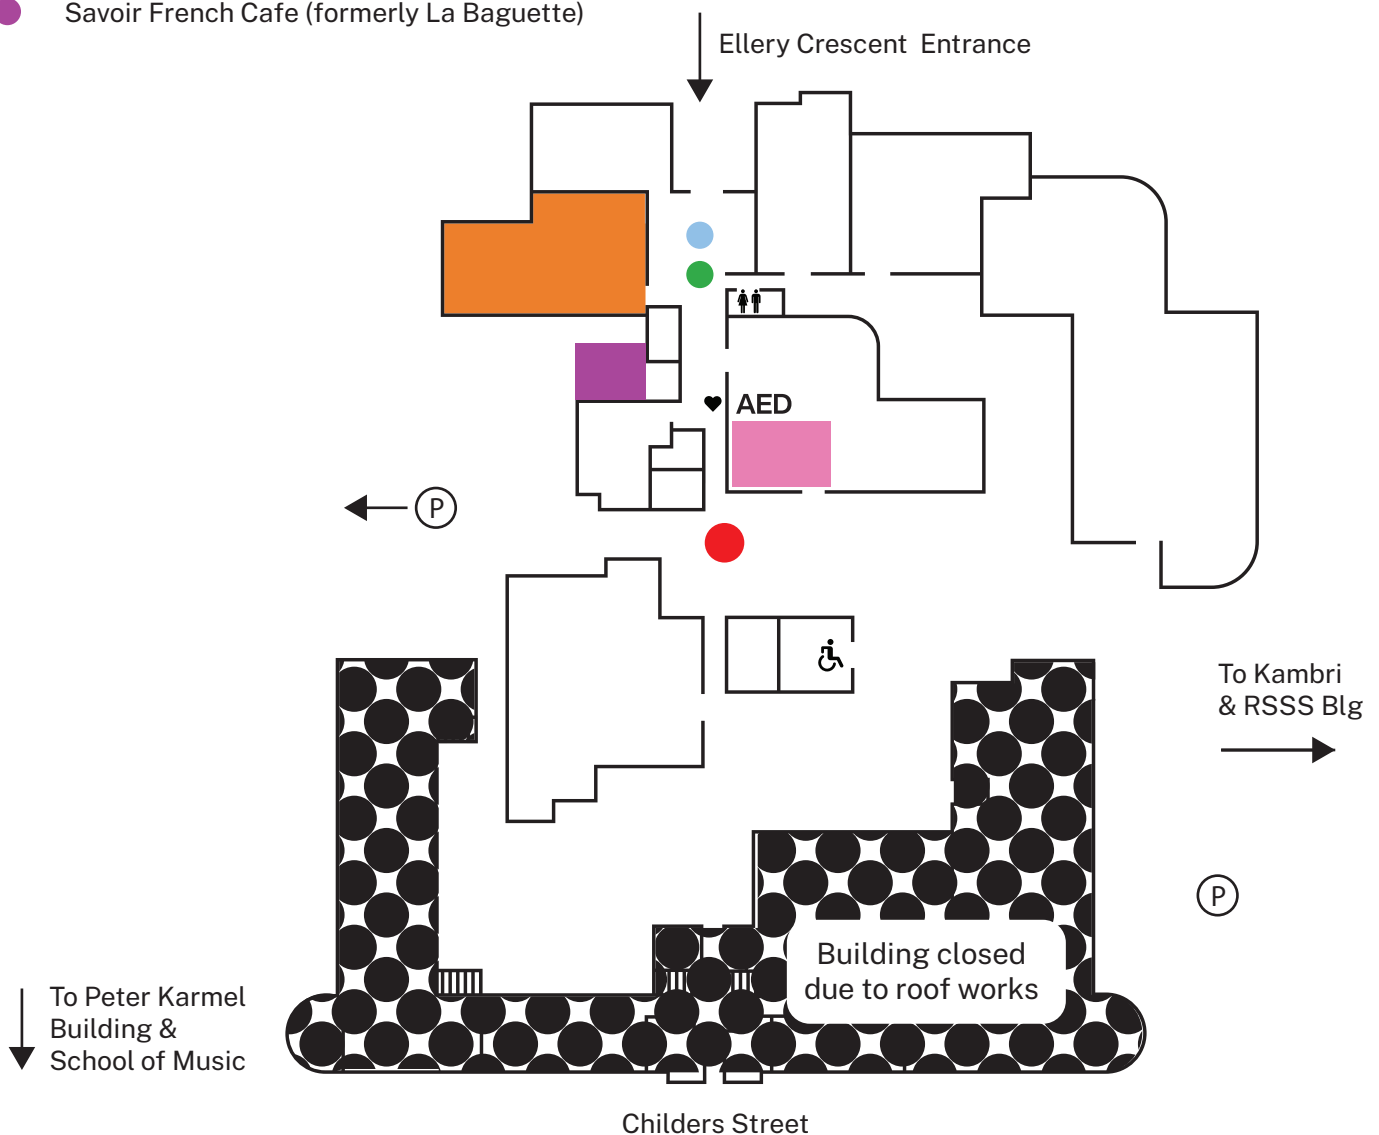 Savoir French Cafe (formerly La Baguette)
Ellery Crescent Entrance
AED
P
To Kambri
& RSSS Blg
P
Building closed
due to roof works
To Peter Karmel
Building &
School of Music
Childers Street